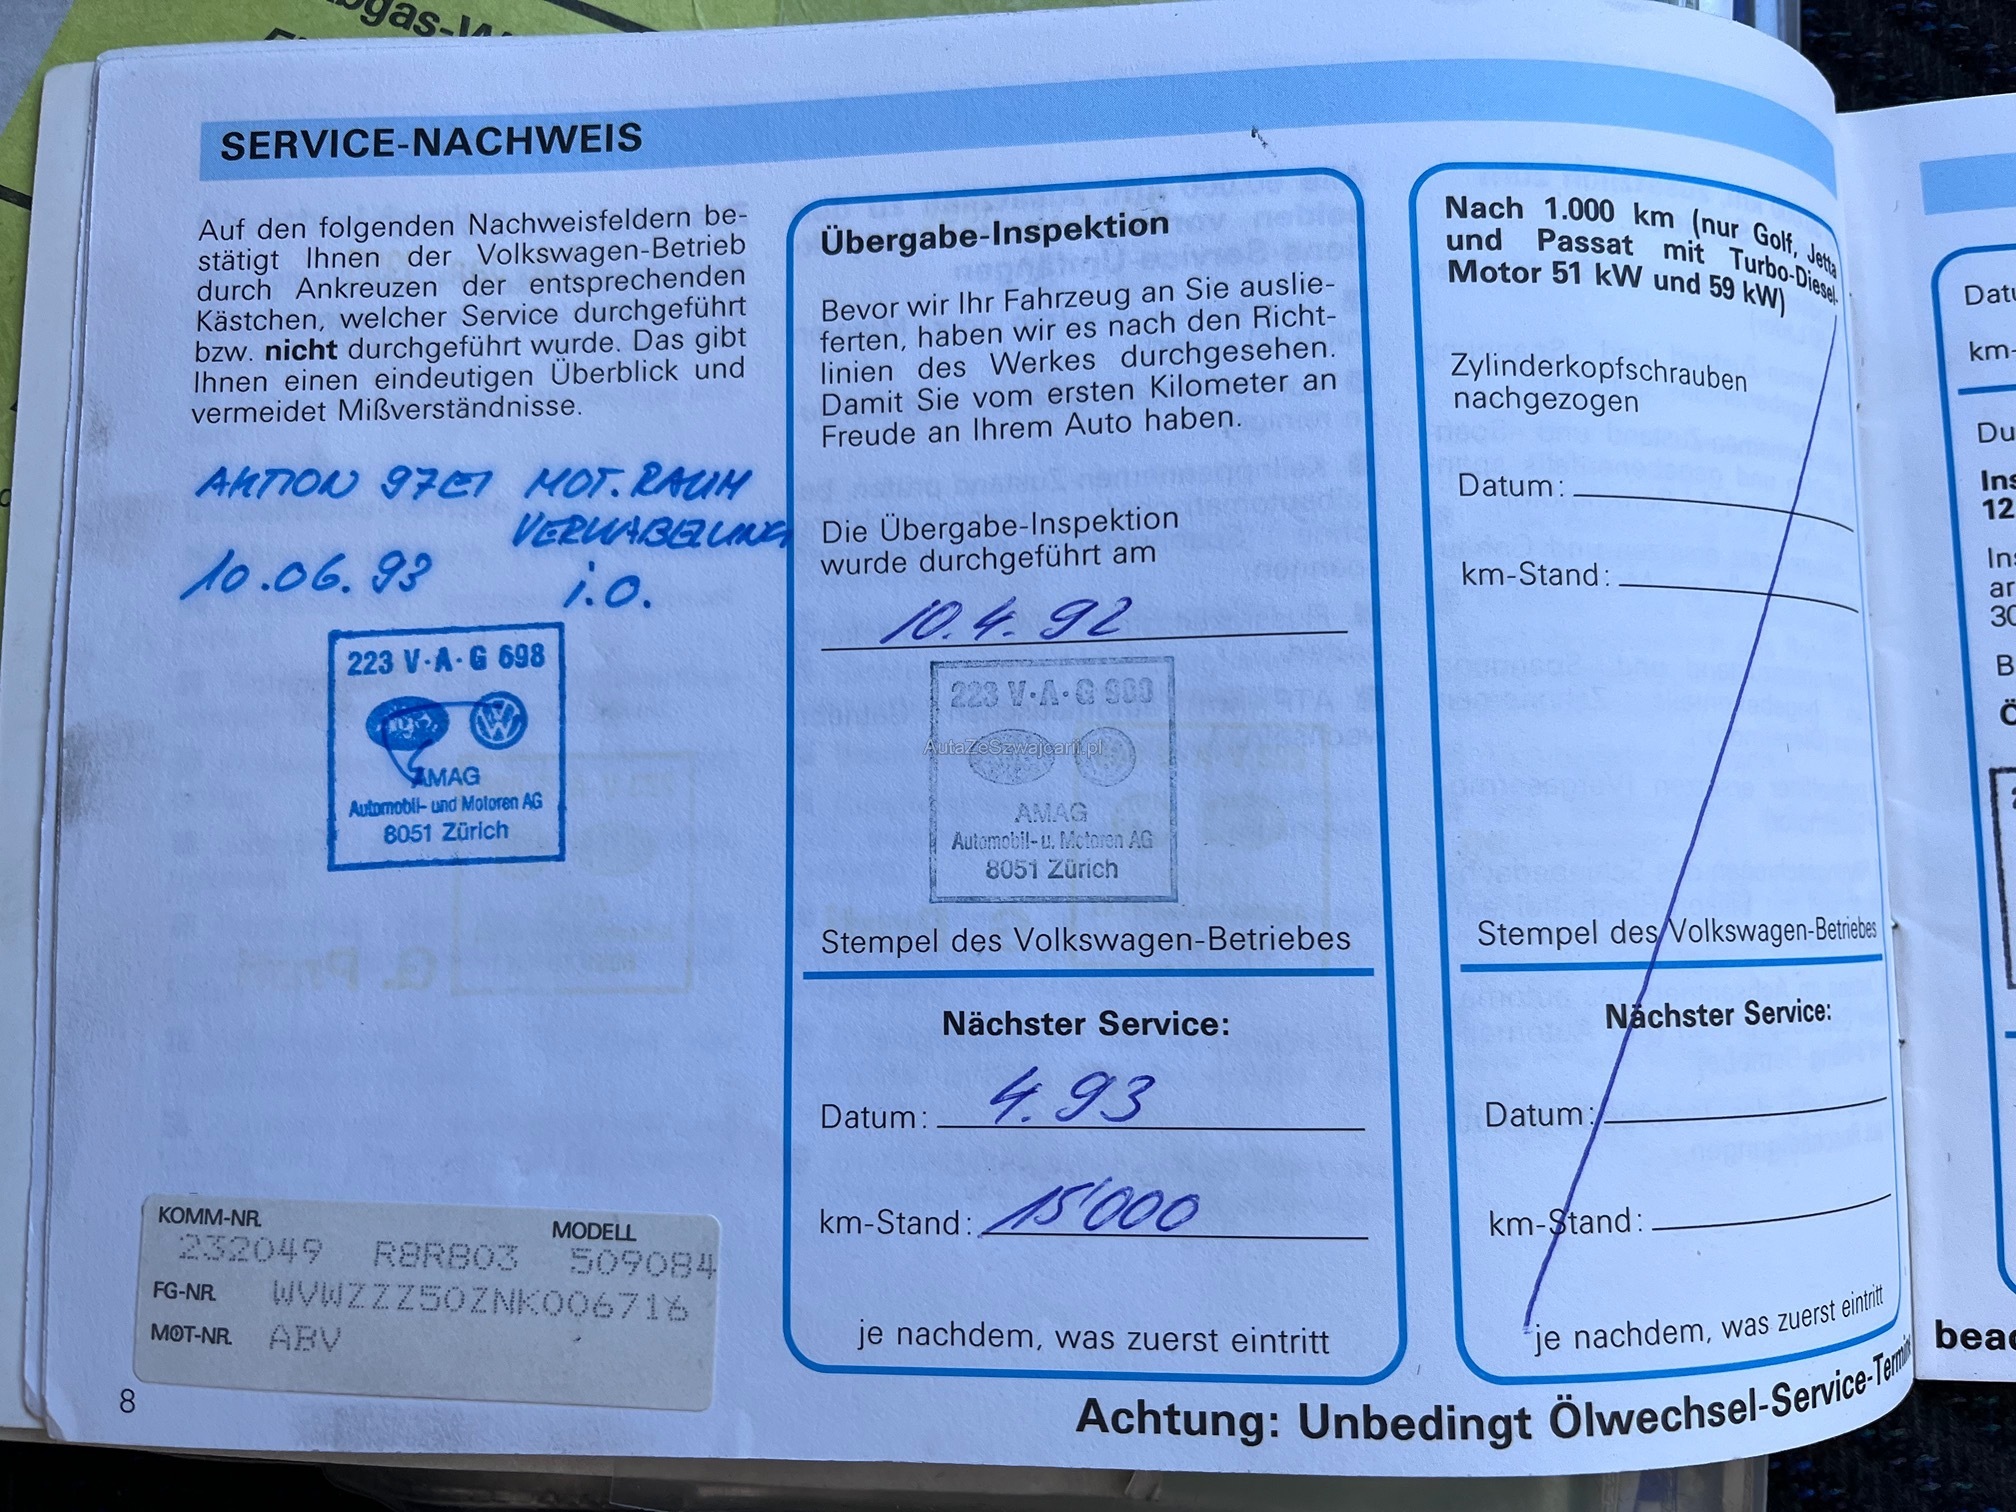 SERVICE-NACHWEIS
Auf den folgenden Nachweisfeldern be-
stätigt Ihnen der Volkswagen-Betrieb
durch Ankreuzen der entsprechenden
Kästchen, welcher Service durchgeführt
bzw. nicht durchgeführt wurde. Das gibt
Ihnen einen eindeutigen Überblick und
vermeidet Mißverständnisse.
AKTION 97E1 MOT. RAUM
VERKABELUNG
10.06.93 i.O.
223 V·A·G 698
AMAG
Automobil- und Motoren AG
8051 Zürich
KOMM-NR. MODELL
232049 R8R803 509084
FG-NR. WVWZZZ50ZNK006716
MOT-NR. ABV
8
Übergabe-Inspektion
Bevor wir Ihr Fahrzeug an Sie auslie-
ferten, haben wir es nach den Richt-
linien des Werkes durchgesehen.
Damit Sie vom ersten Kilometer an
Freude an Ihrem Auto haben.
Die Übergabe-Inspektion
wurde durchgeführt am
10.4.92
223 V·A·G
AutaZeSzwajcarii.pl
AMAG
Automobil- u. Motoren AG
8051 Zürich
Stempel des Volkswagen-Betriebes
Nächster Service:
Datum: 4.93
km-Stand: 15'000
je nachdem, was zuerst eintritt
Nach 1.000 km (nur Golf, Jetta
und Passat mit Turbo-Diesel-
Motor 51 kW und 59 kW)
Zylinderkopfschrauben
nachgezogen
Datum:
km-Stand:
Stempel des Volkswagen-Betriebes
Nächster Service:
Datum:
km-Stand:
je nachdem, was zuerst eintritt
Achtung: Unbedingt Ölwechsel-Service-Termine